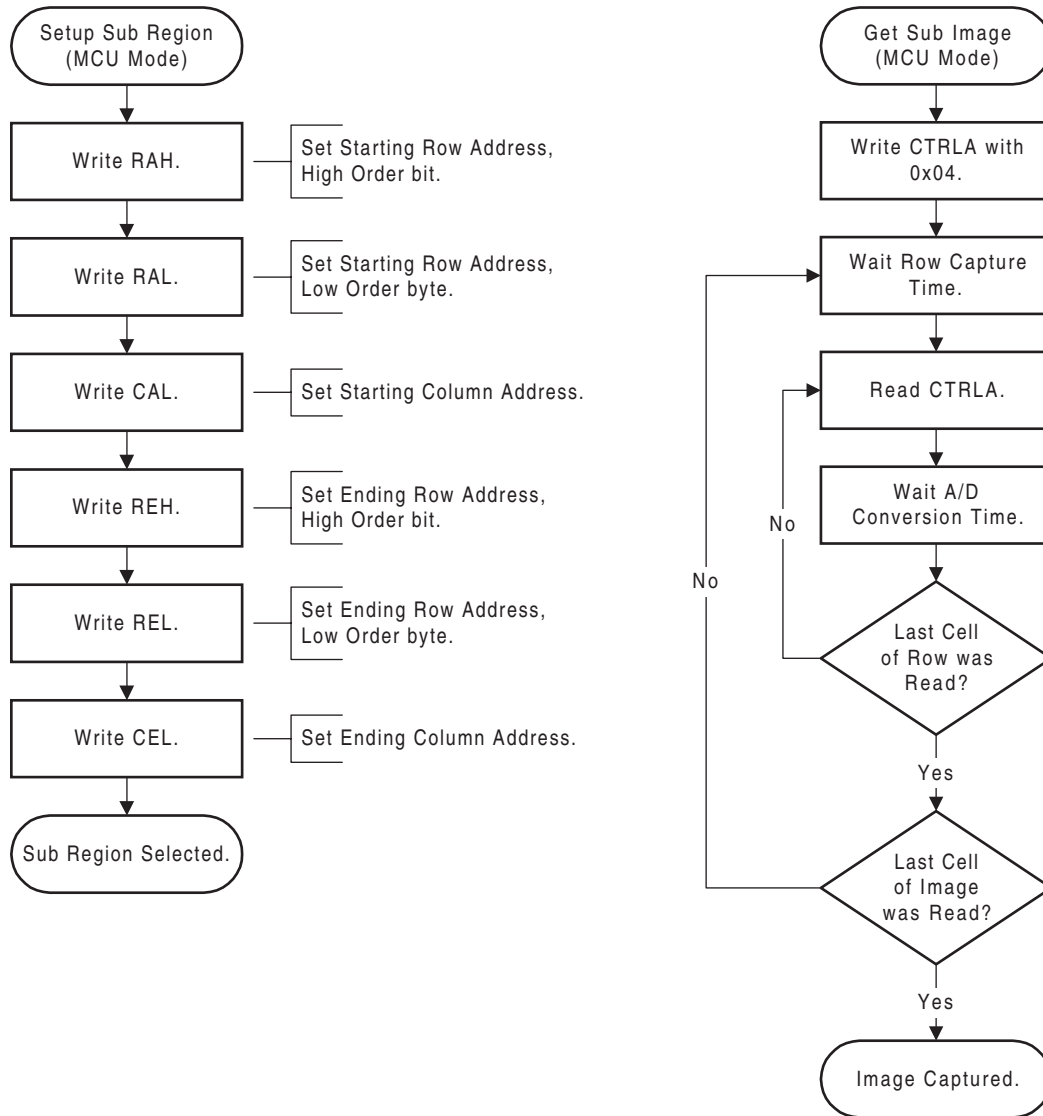 Setup Sub Region
(MCU Mode)
Write RAH.
Set Starting Row Address,
High Order bit.
Write RAL.
Set Starting Row Address,
Low Order byte.
Write CAL.
Set Starting Column Address.
Write REH.
Set Ending Row Address,
High Order bit.
Write REL.
Set Ending Row Address,
Low Order byte.
Write CEL.
Set Ending Column Address.
Sub Region Selected.
Get Sub Image
(MCU Mode)
Write CTRLA with
0x04.
Wait Row Capture
Time.
Read CTRLA.
Wait A/D
Conversion Time.
No
No
Last Cell
of Row was
Read?
Yes
Last Cell
of Image
was Read?
Yes
Image Captured.